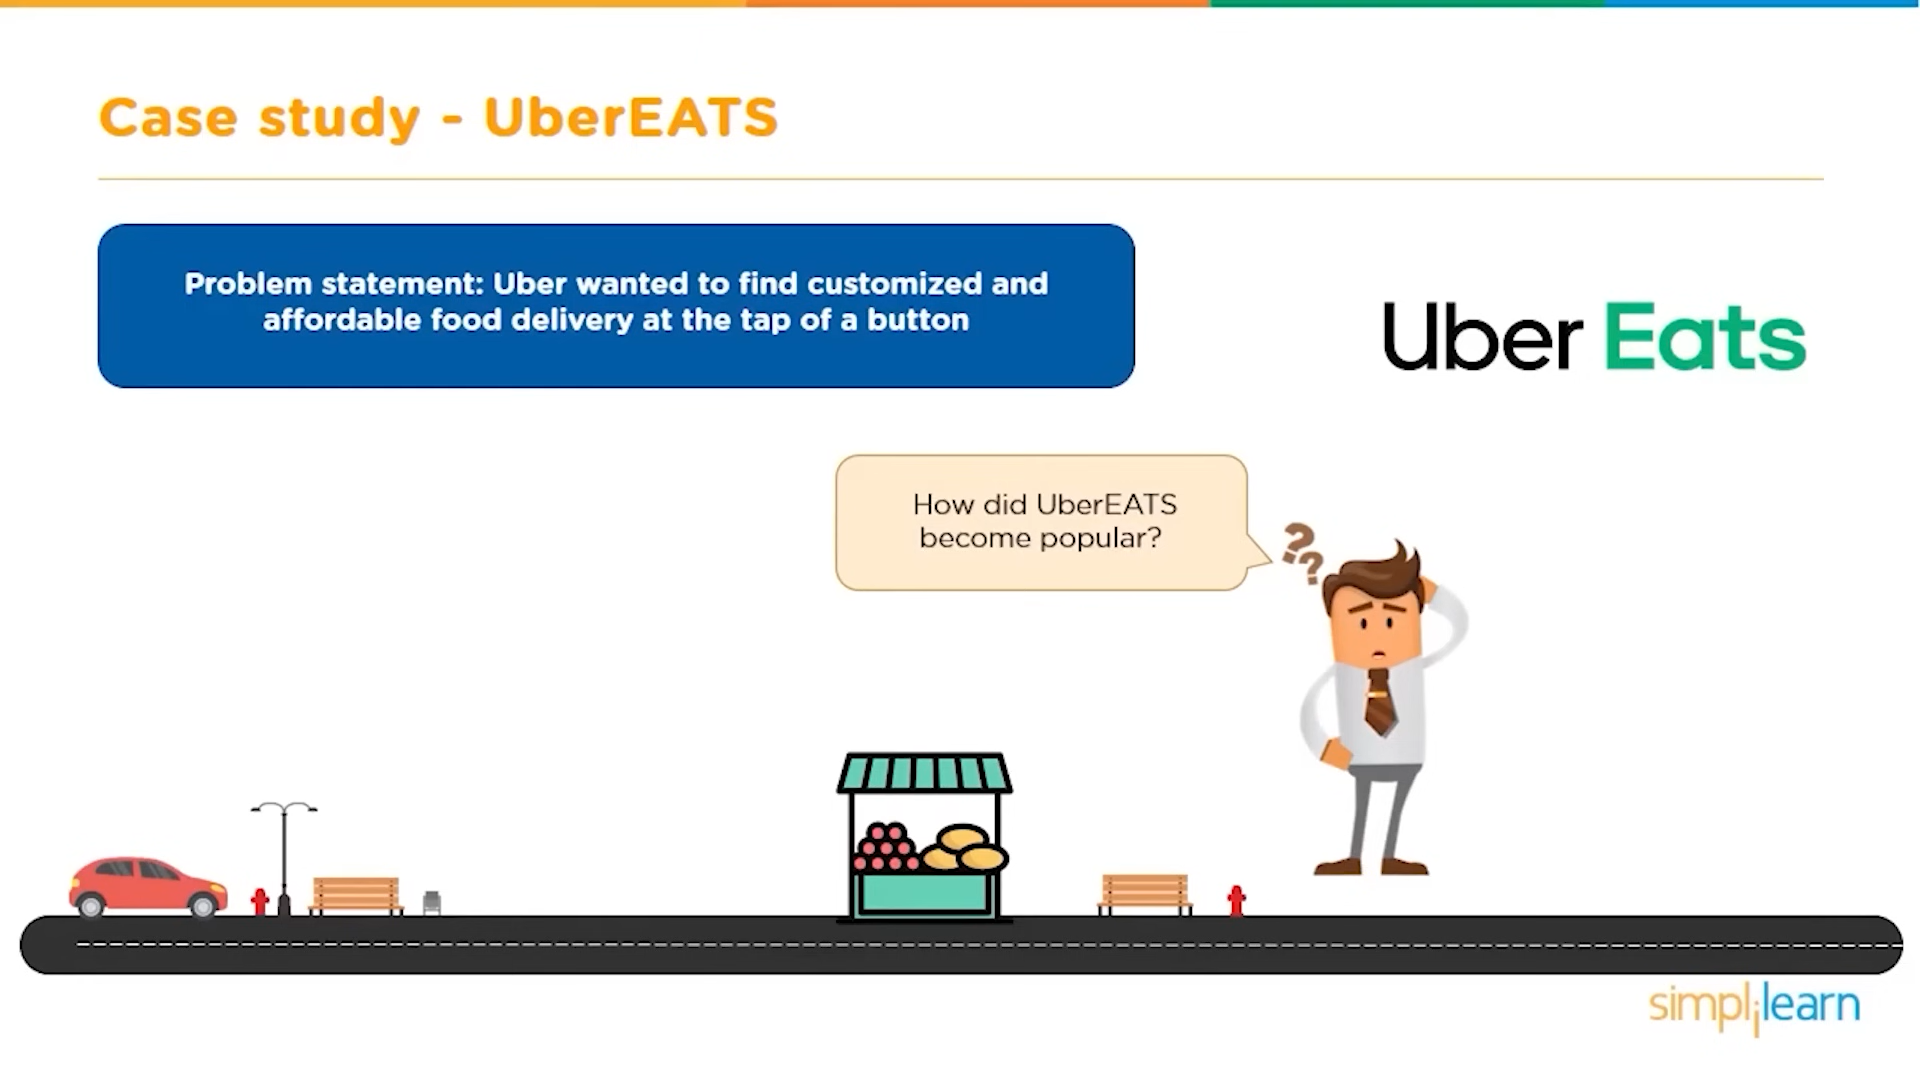 Case study - UberEATS
Problem statement: Uber wanted to find customized and
affordable food delivery at the tap of a button
Uber Eats
How did UberEATS
become popular?
??
simplilearn